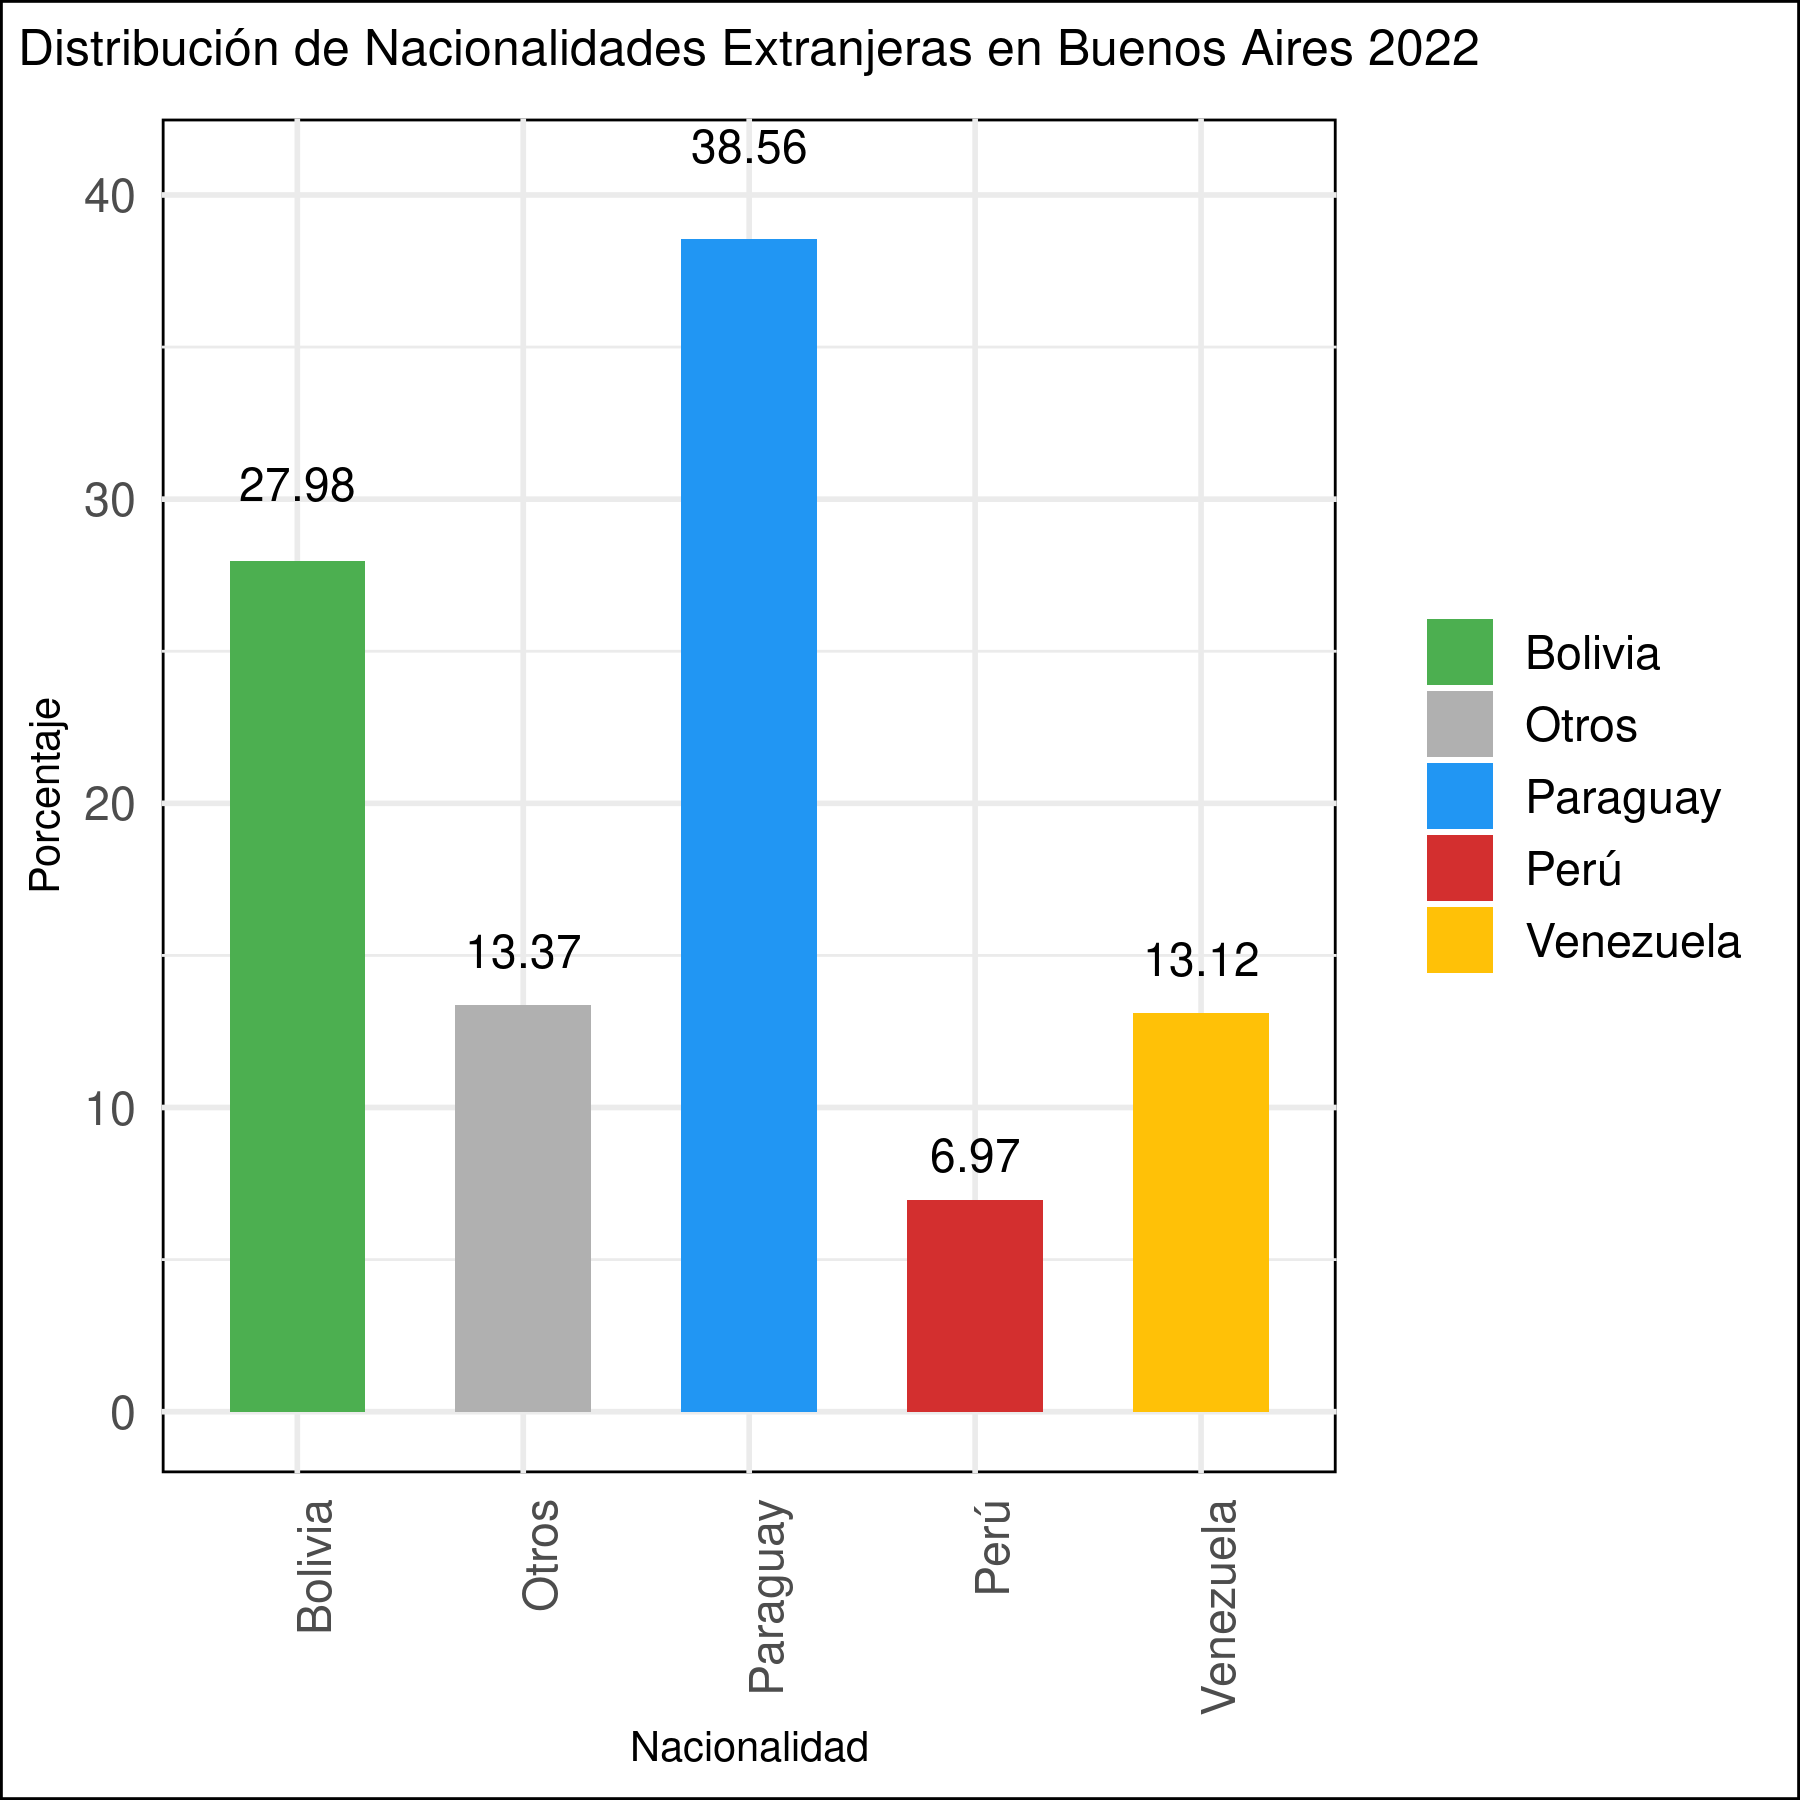 Distribución de Nacionalidades Extranjeras en Buenos Aires 2022
Porcentaje
40
30
20
10
0
27.98
13.37
38.56
6.97
13.12
Bolivia
Otros
Paraguay
Perú
Venezuela
Nacionalidad
Bolivia
Otros
Paraguay
Perú
Venezuela